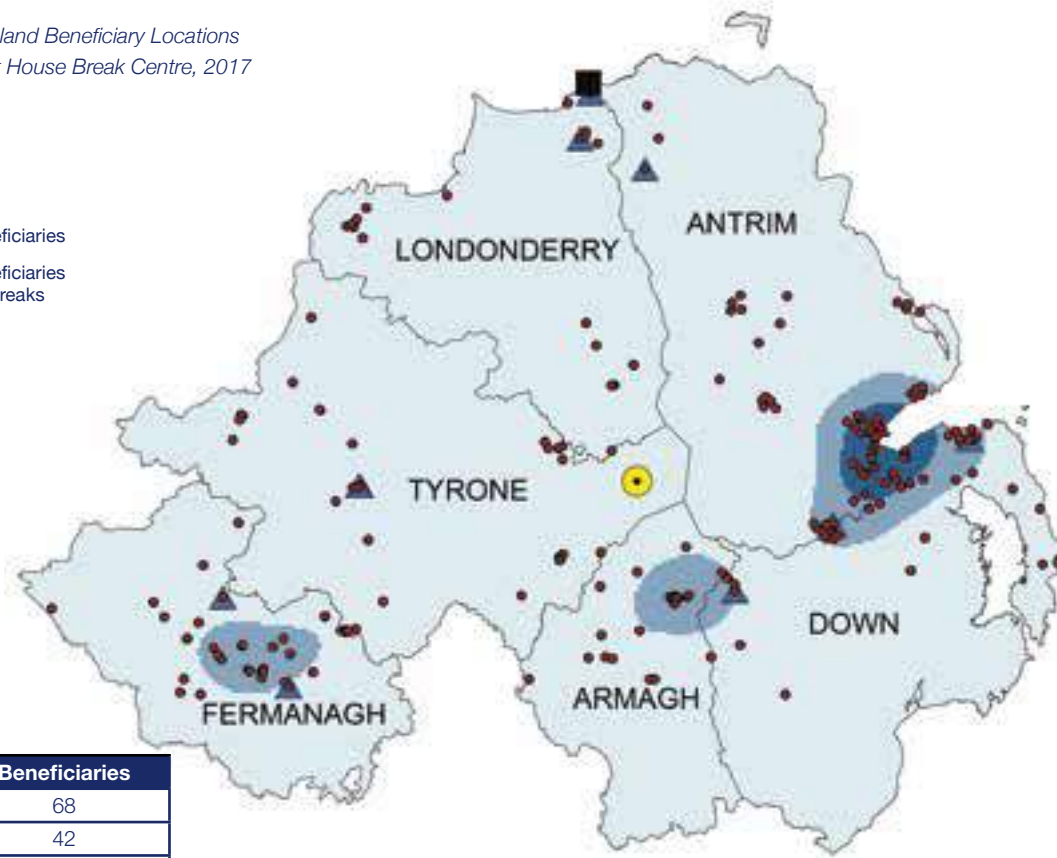 land Beneficiary Locations
House Break Centre, 2017
ANTRIM
LONDONDERRY
eficiaries
eficiaries
reaks
TYRONE
DOWN
ARMAGH
FERMANAGH
Beneficiaries
68
42